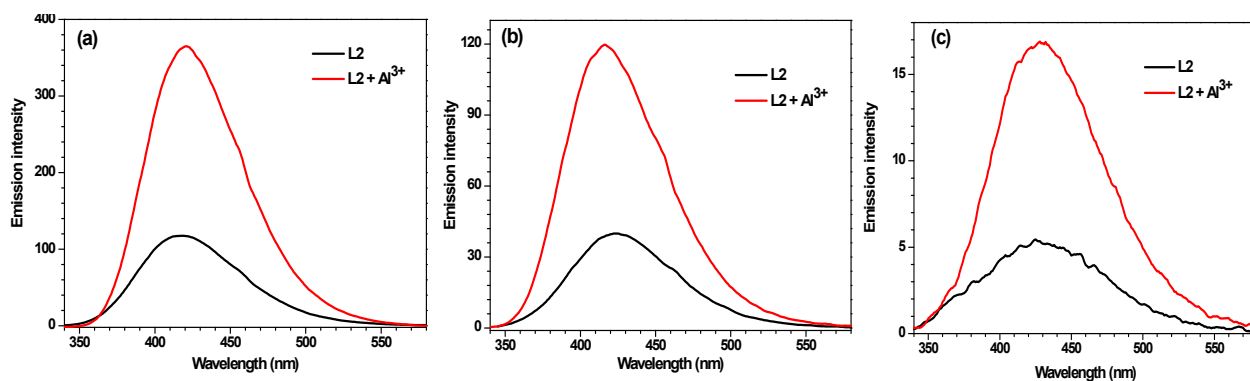 (a)
L2
L2 + Al³⁺
Emission intensity
400
300
200
100
0
400
450
500
550
Wavelength (nm)
(b)
L2
L2 + Al³⁺
Emission intensity
120
90
60
30
0
350
400
450
500
550
Wavelength (nm)
(c)
L2
L2 + Al³⁺
Emission intensity
15
10
5
0
350
400
450
500
550
Wavelength (nm)